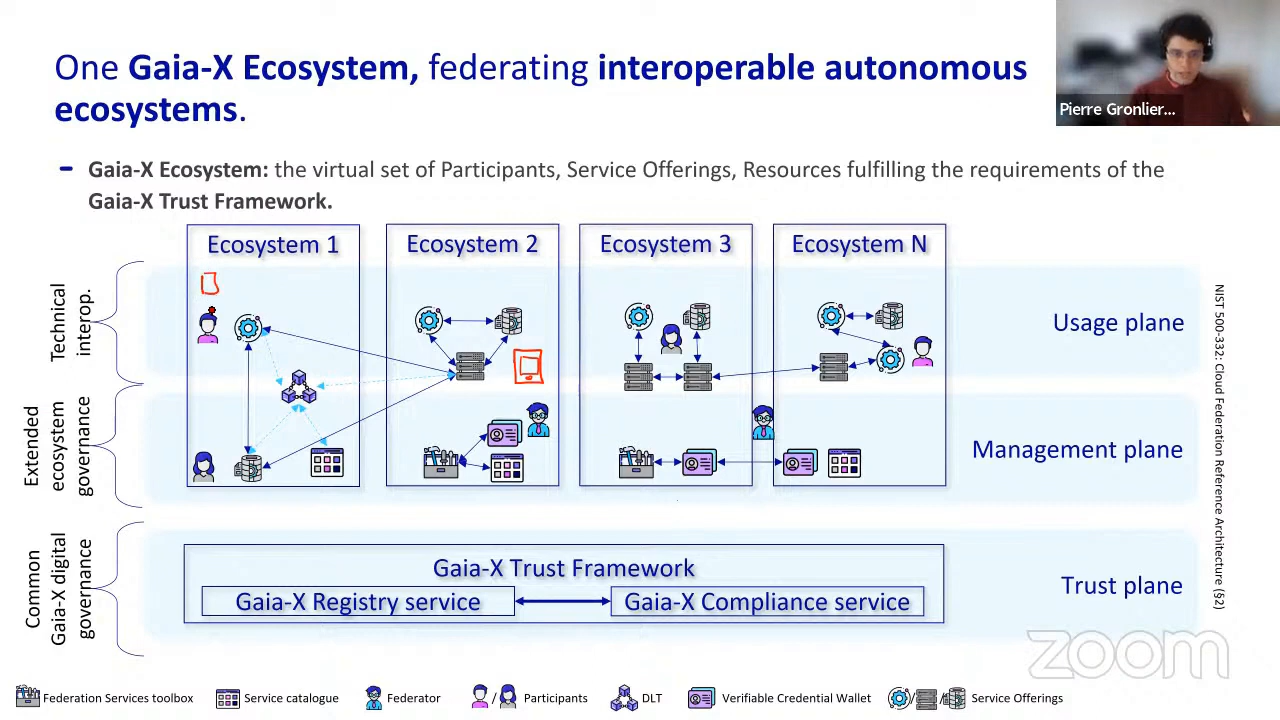 One Gaia-X Ecosystem, federating interoperable autonomous
ecosystems.
Pierre Gronlier...
– Gaia-X Ecosystem: the virtual set of Participants, Service Offerings, Resources fulfilling the requirements of the
Gaia-X Trust Framework.
Ecosystem 1
Ecosystem 2
Ecosystem 3
Ecosystem N
Technical
interop.
Usage plane
Extended
ecosystem
governance
Management plane
Common
Gaia-X digital
governance
Gaia-X Trust Framework
Gaia-X Registry service
Gaia-X Compliance service
Trust plane
NIST 500-332: Cloud Federation Reference Architecture (§2)
zoom
Federation Services toolbox
Service catalogue
Federator
/
Participants
DLT
Verifiable Credential Wallet
/ /
Service Offerings